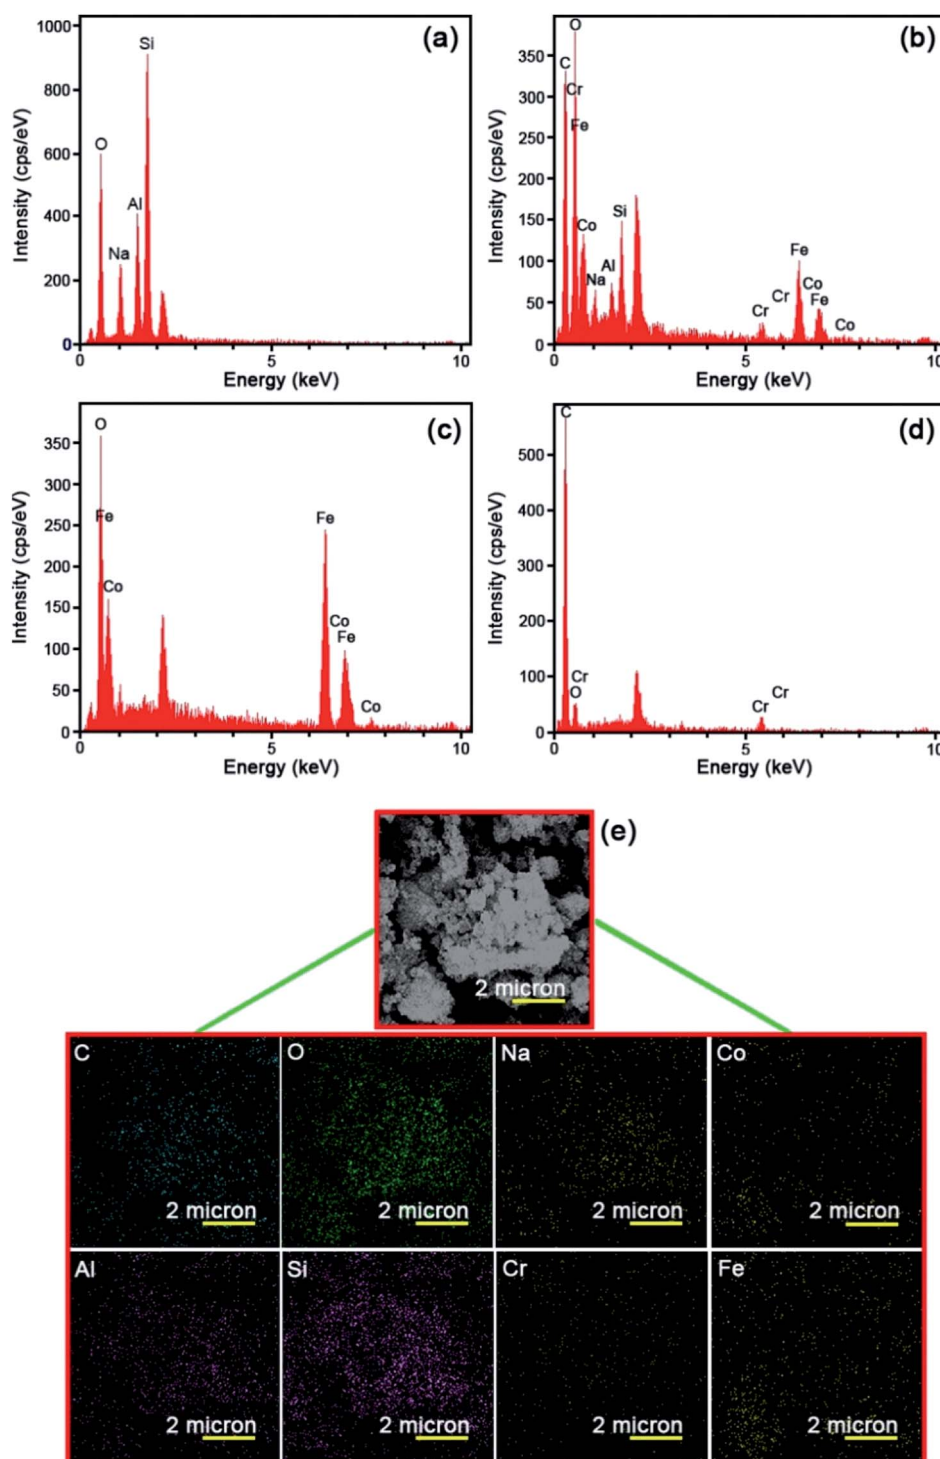 (a)
1000
800
600
400
200
0
Intensity (cps/eV)
O
Na
Al
Si
0
5
10
Energy (keV)
(b)
350
300
250
200
150
100
50
0
Intensity (cps/eV)
O
C
Cr
Fe
Co
Na
Al
Si
Cr
Cr
Fe
Co
Fe
Co
0
5
10
Energy (keV)
(c)
350
300
250
200
150
100
50
0
Intensity (cps/eV)
O
Fe
Co
Fe
Co
Fe
Co
0
5
10
Energy (keV)
(d)
500
400
300
200
100
0
Intensity (cps/eV)
C
Cr
O
Cr
Cr
0
5
10
Energy (keV)
(e)
2 micron
C
2 micron
O
2 micron
Na
2 micron
Co
2 micron
Al
2 micron
Si
2 micron
Cr
2 micron
Fe
2 micron